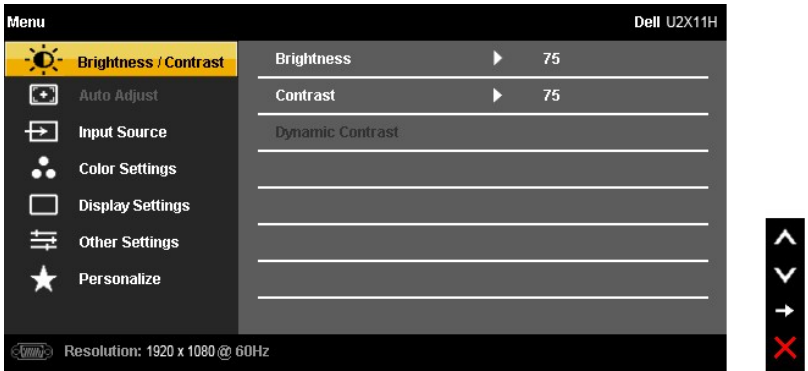 Menu Dell U2X11H
Brightness / Contrast Brightness 75
Auto Adjust Contrast 75
Input Source Dynamic Contrast
Color Settings
Display Settings
Other Settings
Personalize
Resolution: 1920 x 1080 @ 60Hz